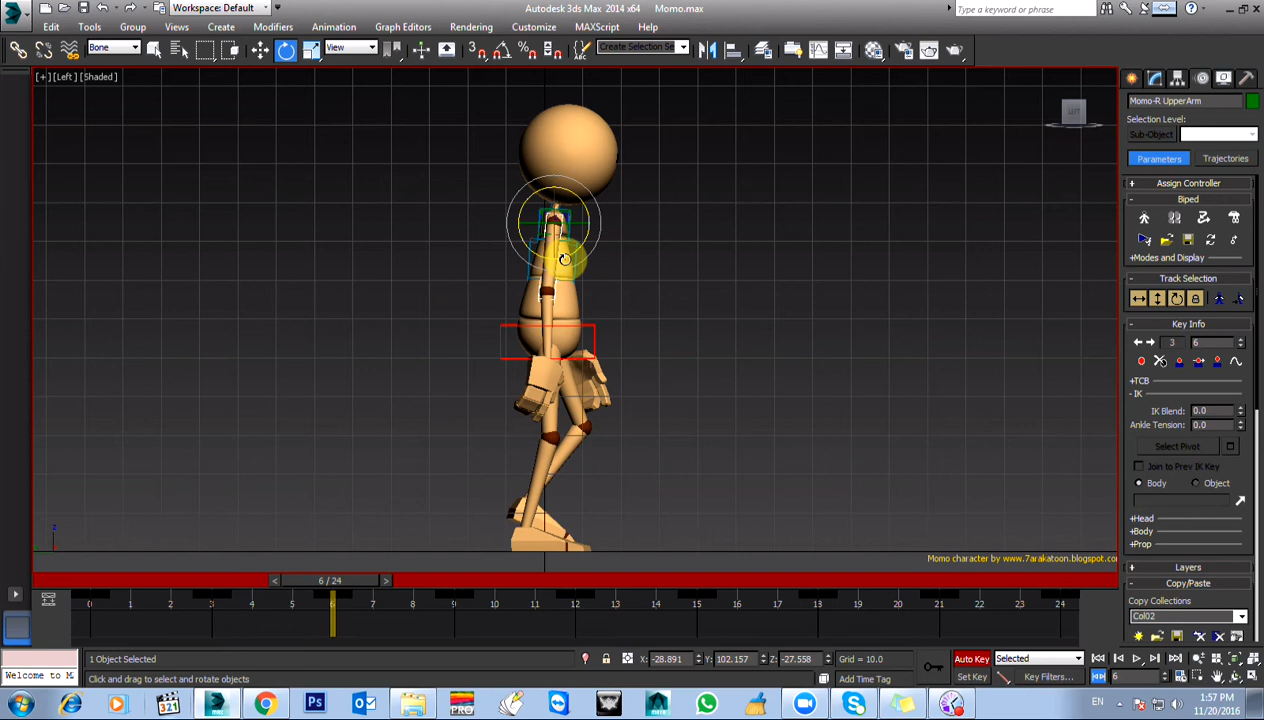 Workspace: Default
Autodesk 3ds Max 2014 x64 Momo.max
Type a keyword or phrase
Edit Tools Group Views Create Modifiers Animation Graph Editors Rendering Customize MAXScript Help
Bone View Create Selection Se
[+] [Left] [Shaded]
LEFT
Momo-R UpperArm
Selection Level:
Sub-Object
Parameters Trajectories
+ Assign Controller
- Biped
+Modes and Display
- Track Selection
- Key Info
3 6
+TCB
- IK
IK Blend: 0.0
Ankle Tension: 0.0
Select Pivot
Join to Prev IK Key
Body Object
+Head
+Body
+Prop
+ Layers
- Copy/Paste
Copy Collections
Col02
z
Momo character by www.7arakatoon.blogspot.co
< 6 / 24 >
0 1 2 3 4 5 6 7 8 9 10 11 12 13 14 15 16 17 18 19 20 21 22 23 24
1 Object Selected X: -28.891 Y: 102.157 Z: -27.558 Grid = 10.0 Auto Key Selected
Welcome to M Click and drag to select and rotate objects Add Time Tag Set Key Key Filters... 6
321 Ps PRO EN 1:57 PM
11/20/2016